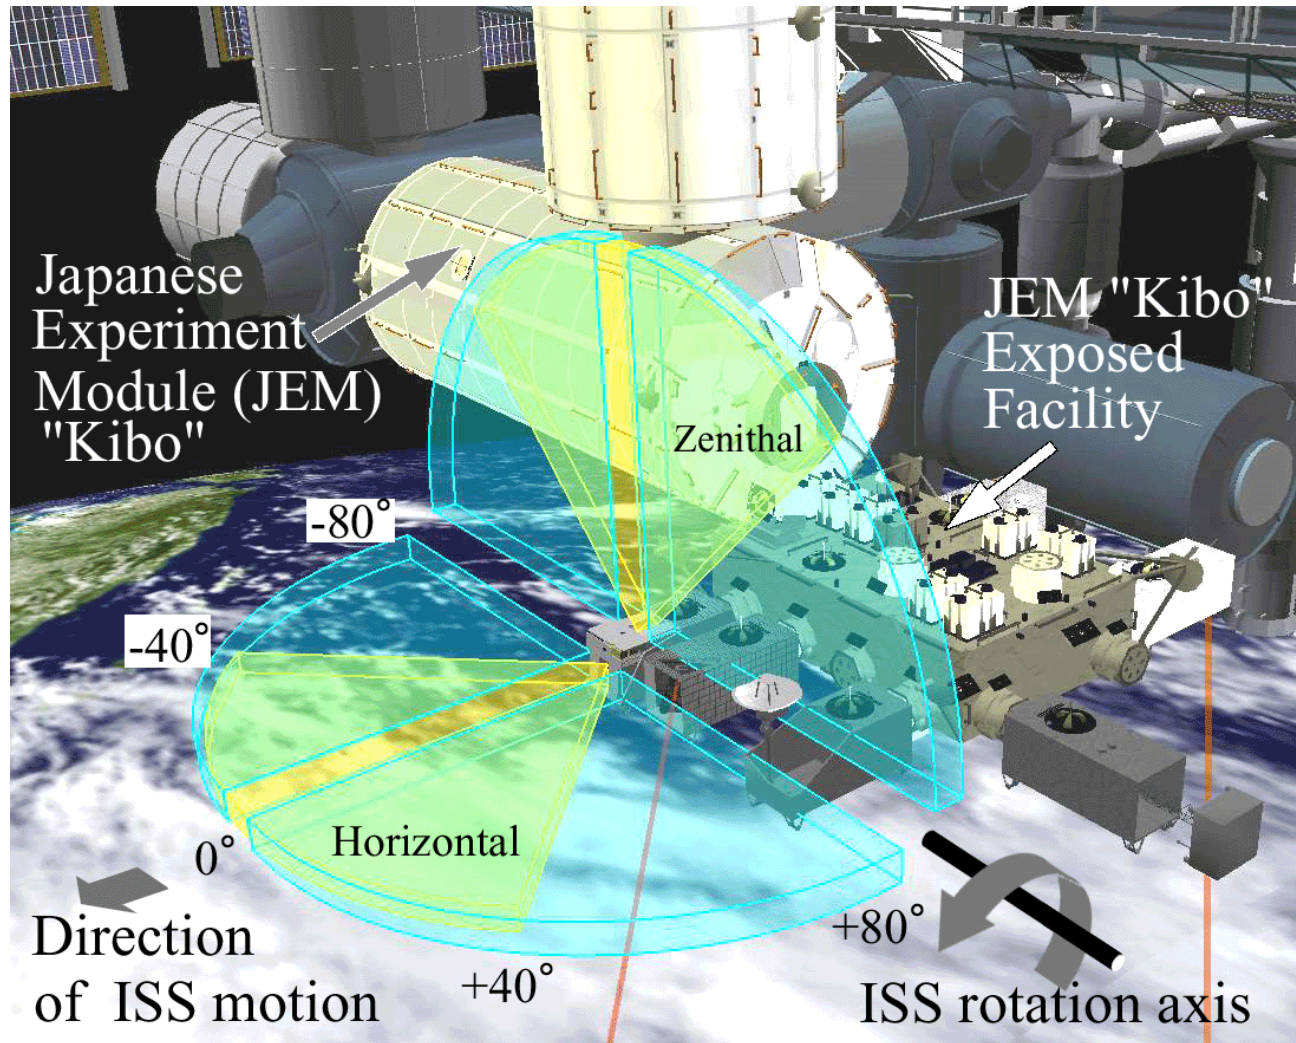 Japanese
Experiment
Module (JEM)
"Kibo"
JEM "Kibo"
Exposed
Facility
Zenithal
-80°
-40°
Horizontal
0°
+80°
+40°
Direction
of ISS motion
ISS rotation axis